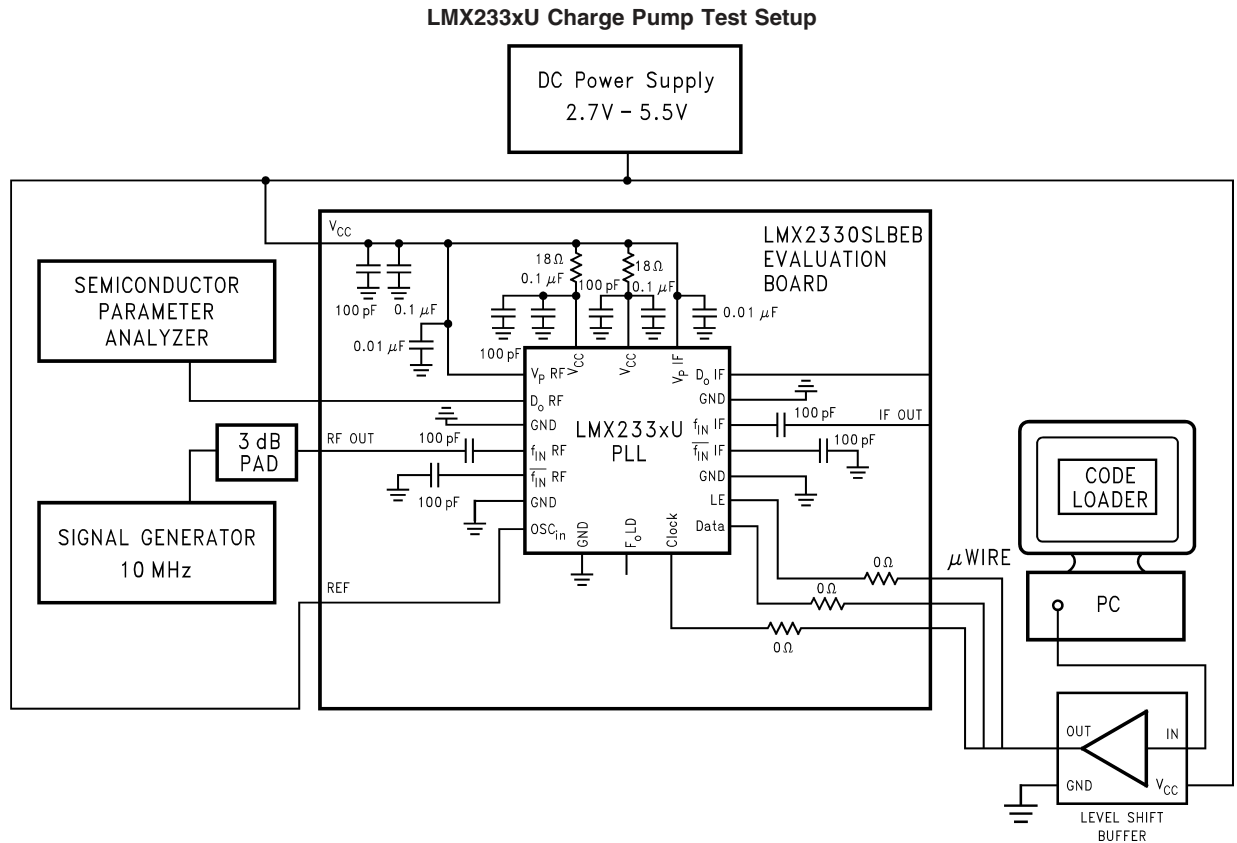 LMX233xU Charge Pump Test Setup
DC Power Supply
2.7V – 5.5V
V_CC
LMX2330SLBEB
EVALUATION
BOARD
SEMICONDUCTOR
PARAMETER
ANALYZER
100 pF
0.1 µF
0.01 µF
18Ω
0.1 µF
100 pF
18Ω
0.1 µF
100 pF
0.01 µF
V_CC
V_CC
V_P IF
V_P RF
D_o RF
GND
f_IN RF
f̅_I̅N̅ RF
GND
OSC_in
LMX233xU
PLL
D_o IF
GND
f_IN IF
f̅_I̅N̅ IF
GND
LE
Data
GND
F_oLD
Clock
3 dB
PAD
RF OUT
100 pF
100 pF
100 pF
IF OUT
100 pF
SIGNAL GENERATOR
10 MHz
REF
0Ω
0Ω
0Ω
µWIRE
CODE
LOADER
PC
OUT
IN
GND
V_CC
LEVEL SHIFT
BUFFER